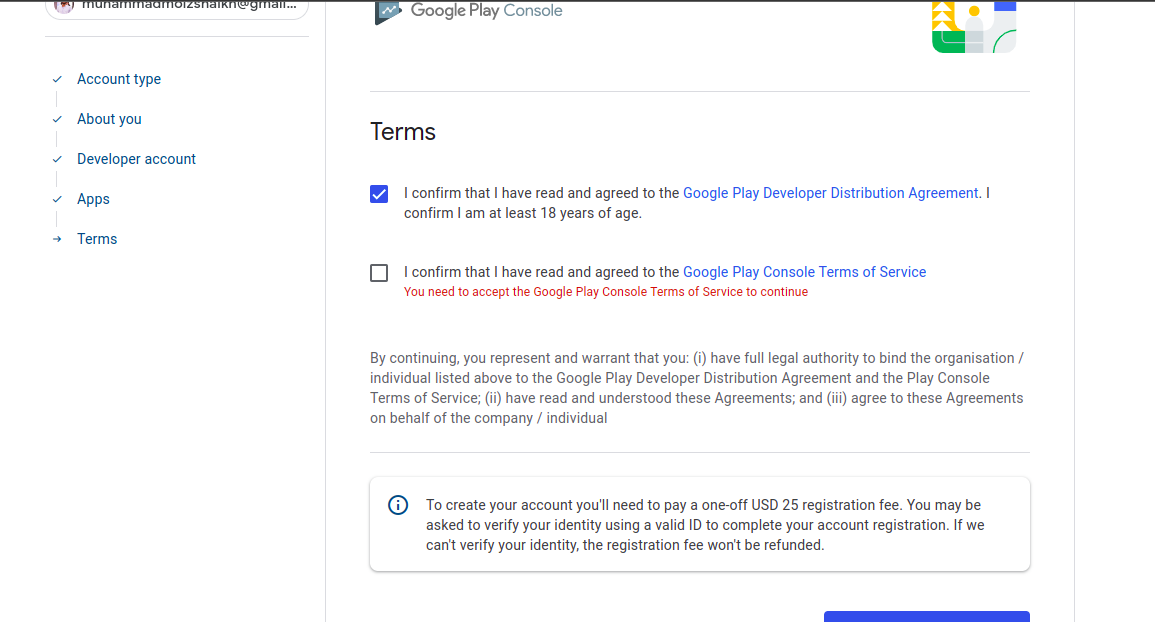 muhammadmoizshaikh@gmail...
Google Play Console
Account type
About you
Developer account
Apps
Terms
Terms
I confirm that I have read and agreed to the Google Play Developer Distribution Agreement. I
confirm I am at least 18 years of age.
I confirm that I have read and agreed to the Google Play Console Terms of Service
You need to accept the Google Play Console Terms of Service to continue
By continuing, you represent and warrant that you: (i) have full legal authority to bind the organisation /
individual listed above to the Google Play Developer Distribution Agreement and the Play Console
Terms of Service; (ii) have read and understood these Agreements; and (iii) agree to these Agreements
on behalf of the company / individual
To create your account you'll need to pay a one-off USD 25 registration fee. You may be
asked to verify your identity using a valid ID to complete your account registration. If we
can't verify your identity, the registration fee won't be refunded.